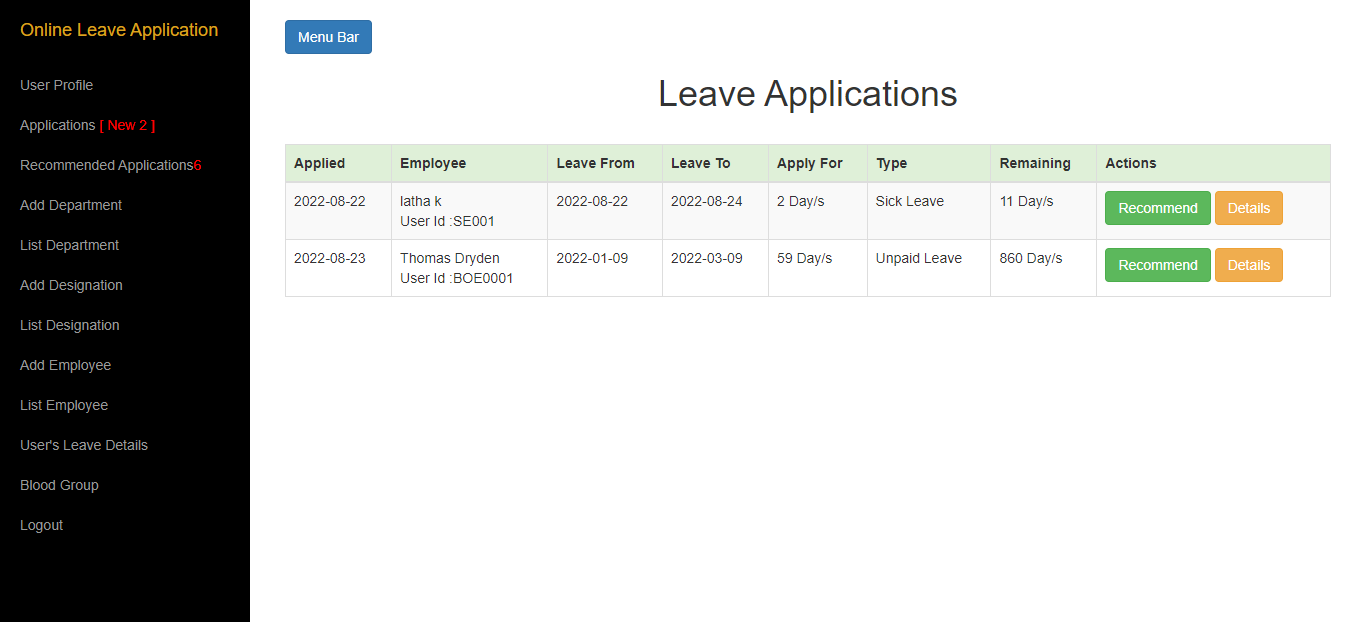 Online Leave Application
User Profile
Applications [ New 2 ]
Recommended Applications6
Add Department
List Department
Add Designation
List Designation
Add Employee
List Employee
User's Leave Details
Blood Group
Logout
Menu Bar
Leave Applications
Applied Employee Leave From Leave To Apply For Type Remaining Actions
2022-08-22 latha k 2022-08-22 2022-08-24 2 Day/s Sick Leave 11 Day/s Recommend Details
User Id :SE001
2022-08-23 Thomas Dryden 2022-01-09 2022-03-09 59 Day/s Unpaid Leave 860 Day/s Recommend Details
User Id :BOE0001